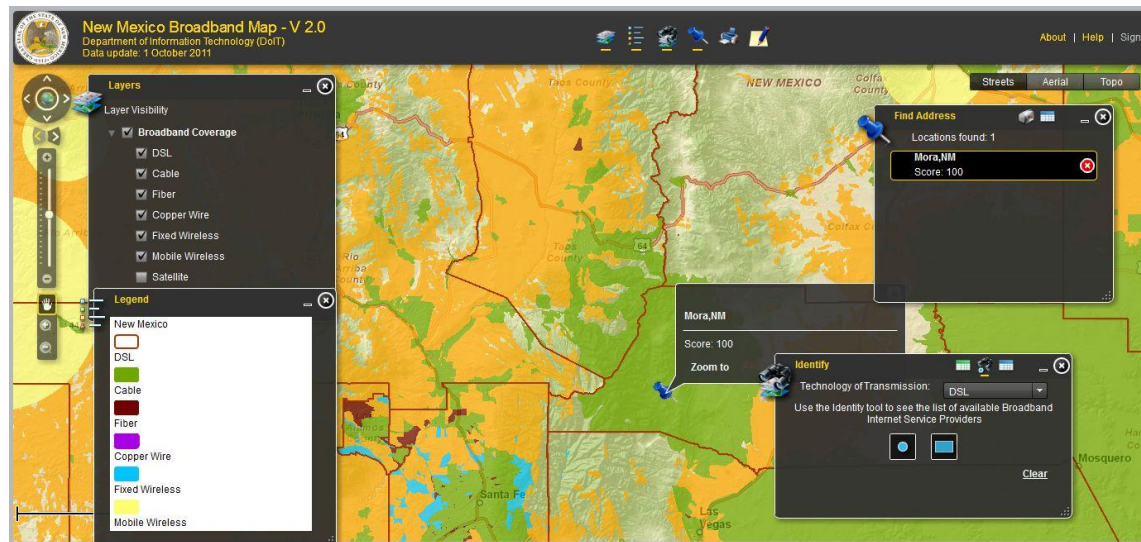 New Mexico Broadband Map - V 2.0
Department of Information Technology (DoIT)
Data update: 1 October 2011
About | Help | Sign
Streets
Aerial
Topo
Layers
Layer Visibility
Broadband Coverage
DSL
Cable
Fiber
Copper Wire
Fixed Wireless
Mobile Wireless
Satellite
Legend
New Mexico
DSL
Cable
Fiber
Copper Wire
Fixed Wireless
Mobile Wireless
Find Address
Locations found: 1
Mora,NM
Score: 100
Mora,NM
Score: 100
Zoom to
Identify
Technology of Transmission:
DSL
Use the Identity tool to see the list of available Broadband
Internet Service Providers
Clear
Taos County
NEW MEXICO
Colfax
County
64
Taos
County
64
Rio
Arriba
County
Santa Fe
Las
Vegas
Mosquero